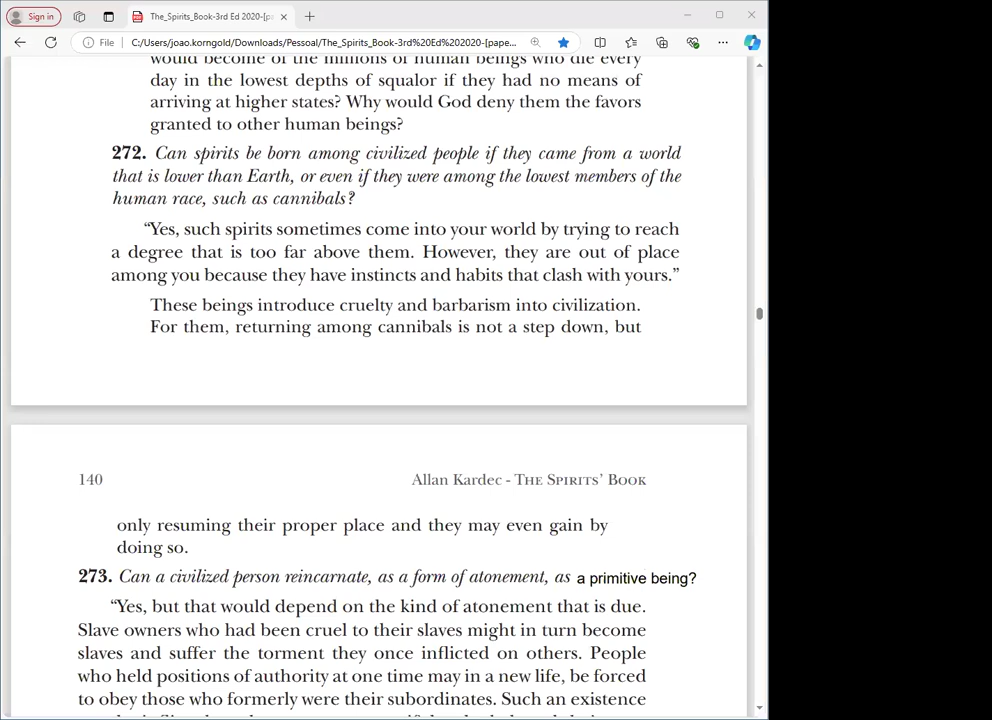 Sign in
The_Spirits_Book-3rd Ed 2020-[pa
File
C:/Users/joao.korngold/Downloads/Pessoal/The_Spirits_Book-3rd%20Ed%202020-[pape...
would become of the millions of human beings who die every
day in the lowest depths of squalor if they had no means of
arriving at higher states? Why would God deny them the favors
granted to other human beings?
272. Can spirits be born among civilized people if they came from a world
that is lower than Earth, or even if they were among the lowest members of the
human race, such as cannibals?
“Yes, such spirits sometimes come into your world by trying to reach
a degree that is too far above them. However, they are out of place
among you because they have instincts and habits that clash with yours.”
These beings introduce cruelty and barbarism into civilization.
For them, returning among cannibals is not a step down, but
140
Allan Kardec - The Spirits’ Book
only resuming their proper place and they may even gain by
doing so.
273. Can a civilized person reincarnate, as a form of atonement, as a primitive being?
“Yes, but that would depend on the kind of atonement that is due.
Slave owners who had been cruel to their slaves might in turn become
slaves and suffer the torment they once inflicted on others. People
who held positions of authority at one time may in a new life, be forced
to obey those who formerly were their subordinates. Such an existence